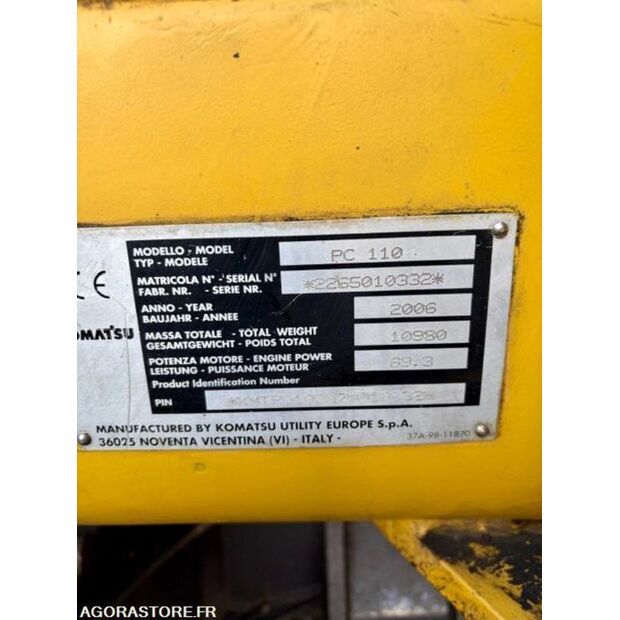 MODELLO - MODEL
TYP - MODELE
PC 110
MATRICOLA N° - SERIAL N°
FABR. NR. - SERIE NR.
*2265010332*
ANNO - YEAR
BAUJAHR - ANNEE
2006
MASSA TOTALE - TOTAL WEIGHT
GESAMTGEWICHT - POIDS TOTAL
10980
POTENZA MOTORE - ENGINE POWER
LEISTUNG - PUISSANCE MOTEUR
69.3
Product Identification Number
PIN
CE
OMATSU
MANUFACTURED BY KOMATSU UTILITY EUROPE S.p.A.
36025 NOVENTA VICENTINA (VI) - ITALY -
37A-98-11870
AGORASTORE.FR